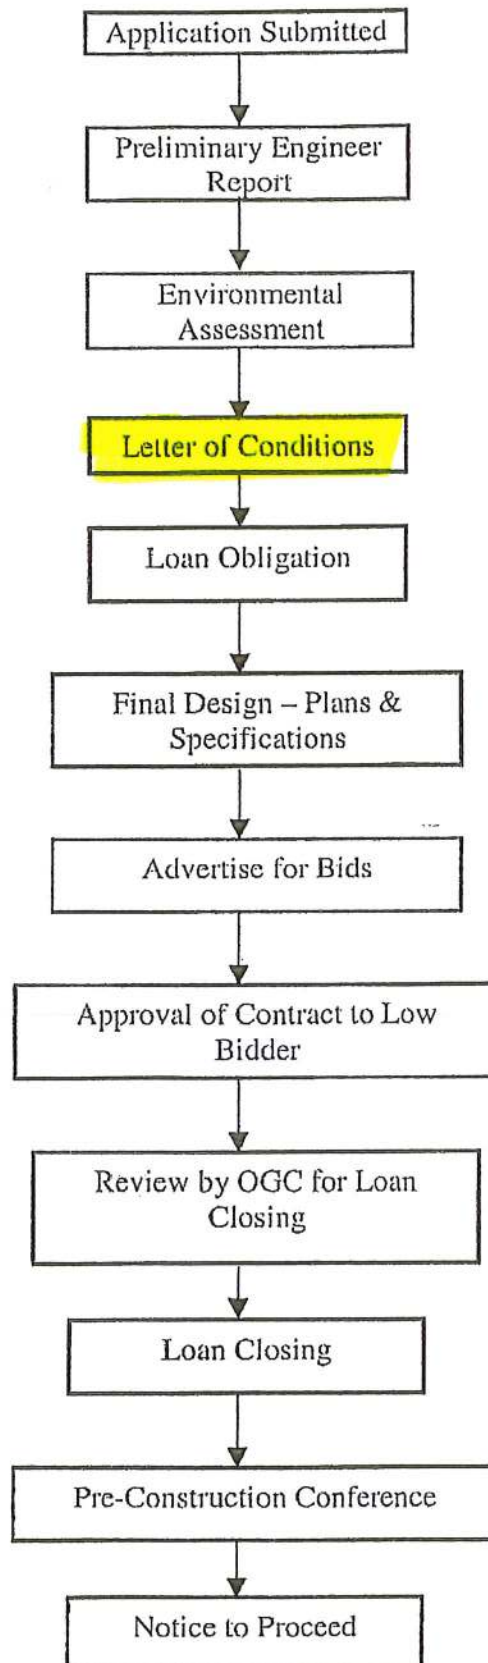 Application Submitted
Preliminary Engineer
Report
Environmental
Assessment
Letter of Conditions
Loan Obligation
Final Design – Plans &
Specifications
Advertise for Bids
Approval of Contract to Low
Bidder
Review by OGC for Loan
Closing
Loan Closing
Pre-Construction Conference
Notice to Proceed